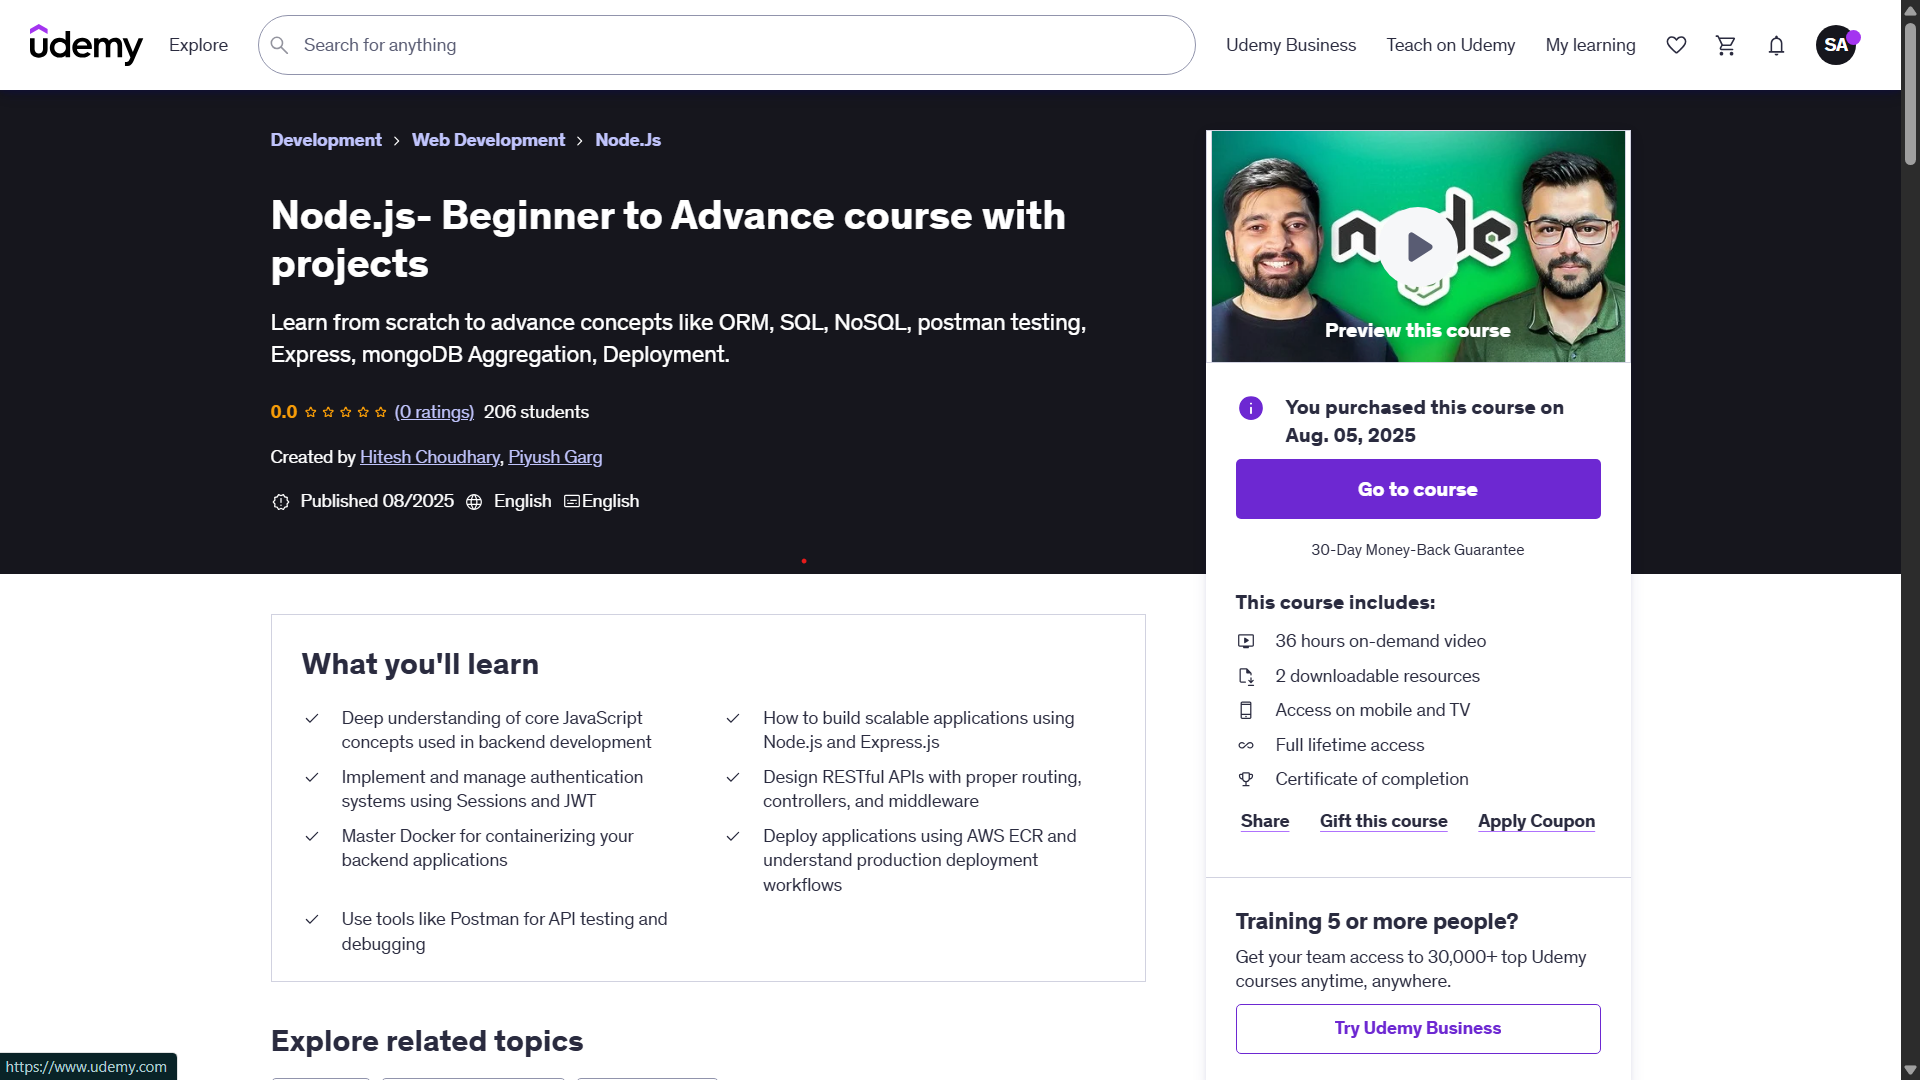 udemy
Explore
Search for anything
Udemy Business
Teach on Udemy
My learning
SA
Development > Web Development > Node.Js
Node.js- Beginner to Advance course with
projects
Learn from scratch to advance concepts like ORM, SQL, NoSQL, postman testing,
Express, mongoDB Aggregation, Deployment.
0.0 (0 ratings) 206 students
Created by Hitesh Choudhary, Piyush Garg
Published 08/2025 English English
node
Preview this course
You purchased this course on
Aug. 05, 2025
Go to course
30-Day Money-Back Guarantee
This course includes:
36 hours on-demand video
2 downloadable resources
Access on mobile and TV
Full lifetime access
Certificate of completion
Share Gift this course Apply Coupon
Training 5 or more people?
Get your team access to 30,000+ top Udemy
courses anytime, anywhere.
Try Udemy Business
What you'll learn
Deep understanding of core JavaScript
concepts used in backend development
How to build scalable applications using
Node.js and Express.js
Implement and manage authentication
systems using Sessions and JWT
Design RESTful APIs with proper routing,
controllers, and middleware
Master Docker for containerizing your
backend applications
Deploy applications using AWS ECR and
understand production deployment
workflows
Use tools like Postman for API testing and
debugging
Explore related topics
https://www.udemy.com